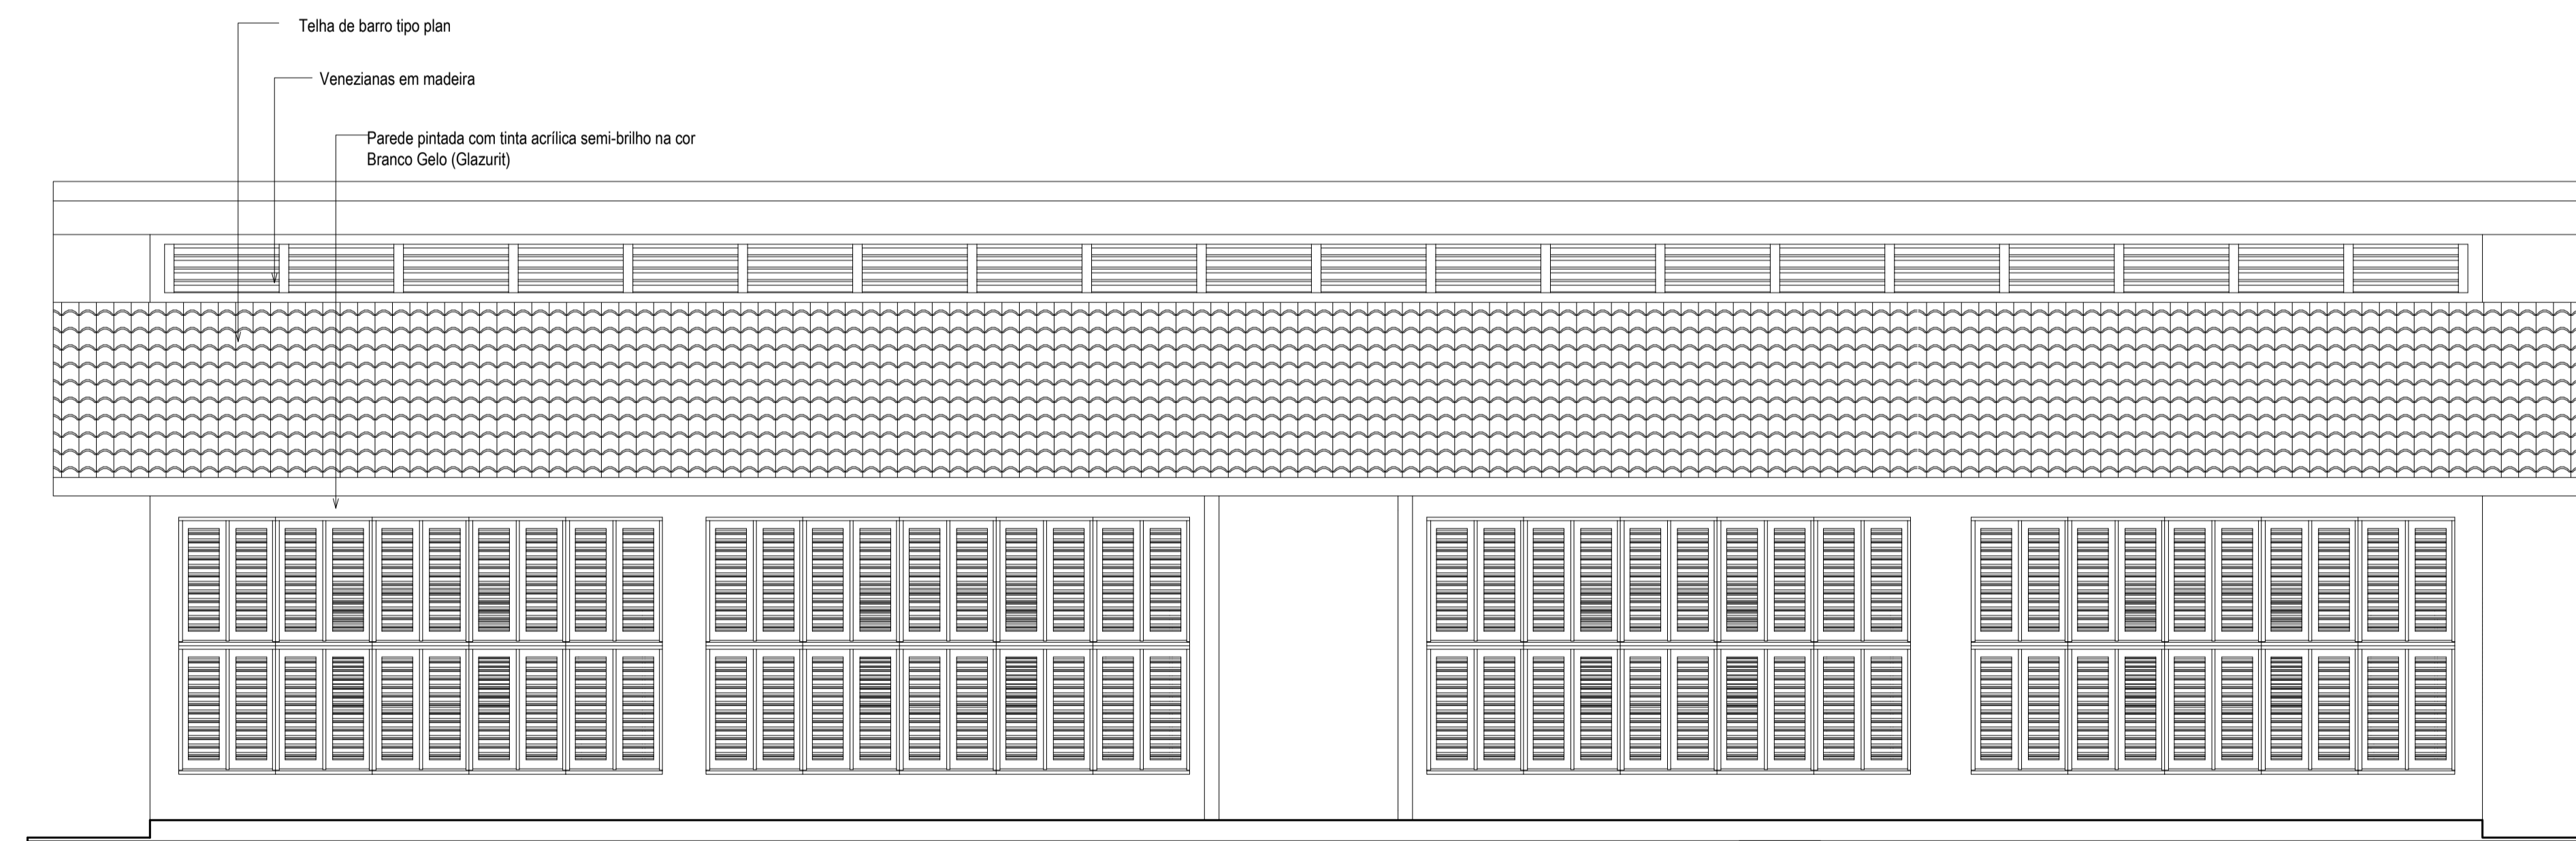 Telha de barro tipo plan
Venezianas em madeira
Parede pintada com tinta acrílica semi-brilho na cor
Branco Gelo (Glazurit)